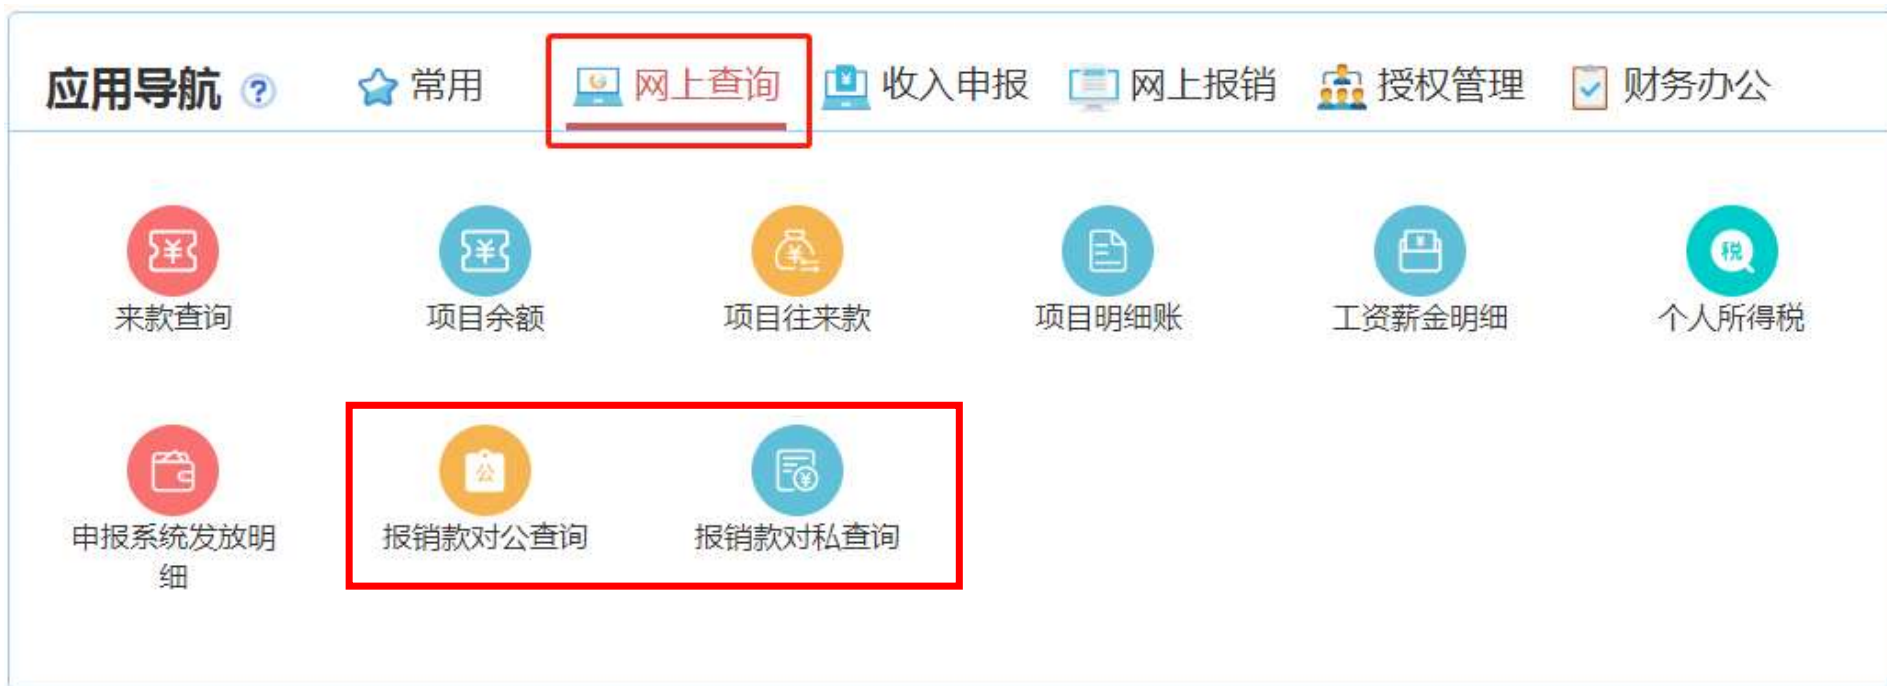 应用导航 ? 常用 网上查询 ¥ 收入申报 网上报销 授权管理 财务办公
¥ ¥ ¥ ¥ 税
来款查询 项目余额 项目往来款 项目明细账 工资薪金明细 个人所得税
公 ¥
申报系统发放明 报销款对公查询 报销款对私查询
细